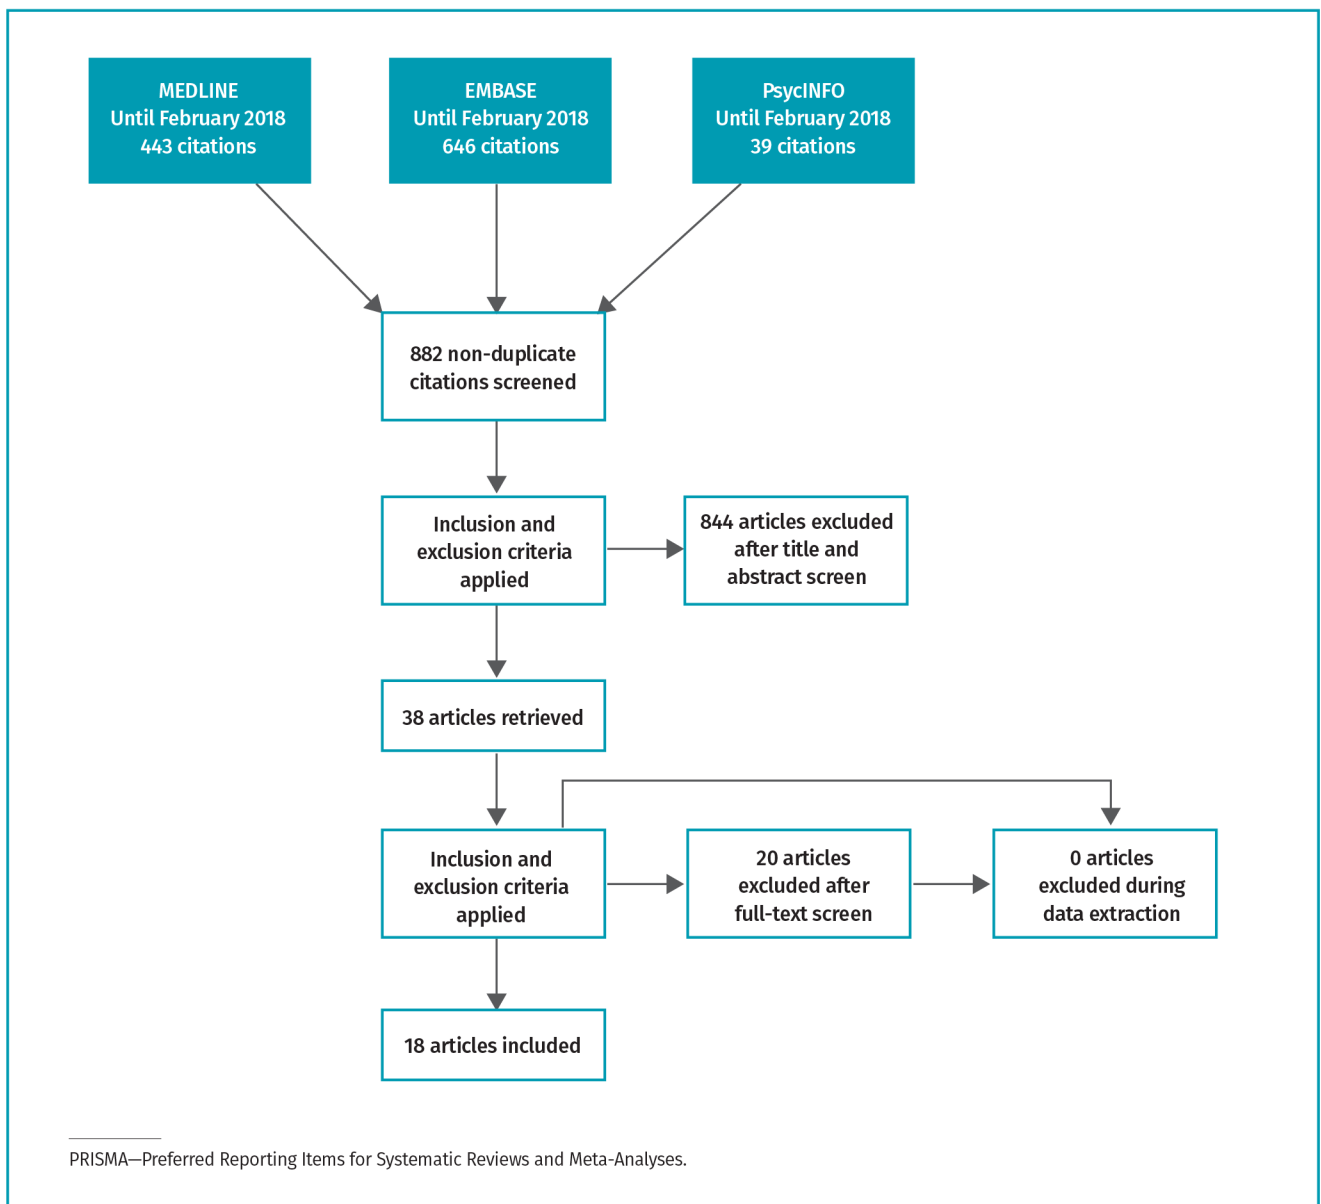 MEDLINE
Until February 2018
443 citations
EMBASE
Until February 2018
646 citations
PsycINFO
Until February 2018
39 citations
882 non-duplicate
citations screened
Inclusion and
exclusion criteria
applied
844 articles excluded
after title and
abstract screen
38 articles retrieved
Inclusion and
exclusion criteria
applied
20 articles
excluded after
full-text screen
0 articles
excluded during
data extraction
18 articles included
PRISMA—Preferred Reporting Items for Systematic Reviews and Meta-Analyses.